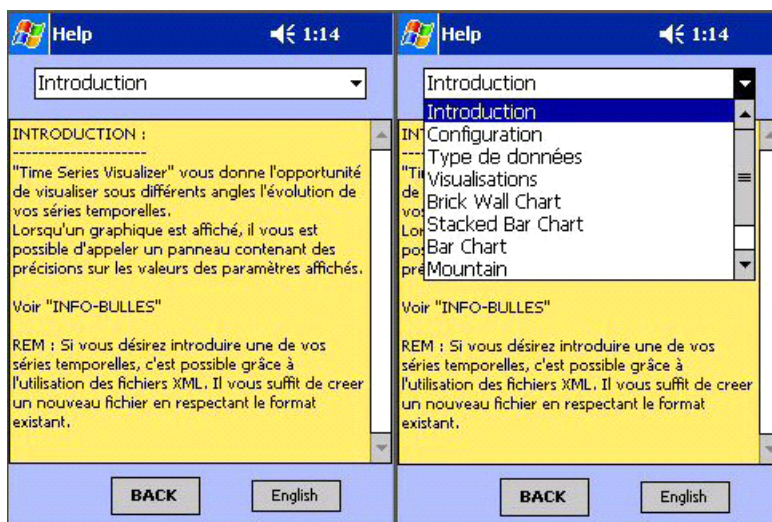 Help 1:14
Introduction
INTRODUCTION :
---------------------
"Time Series Visualizer" vous donne l'opportunité
de visualiser sous différents angles l'évolution de
vos séries temporelles.
Lorsqu'un graphique est affiché, il vous est
possible d'appeler un panneau contenant des
précisions sur les valeurs des paramètres affichés.
Voir "INFO-BULLES"
REM : Si vous désirez introduire une de vos
séries temporelles, c'est possible grâce à
l'utilisation des fichiers XML. Il vous suffit de creer
un nouveau fichier en respectant le format
existant.
BACK English
Help 1:14
Introduction
Introduction
Configuration
Type de données
Visualisations
Brick Wall Chart
Stacked Bar Chart
Bar Chart
Mountain
Voir "INFO-BULLES"
REM : Si vous désirez introduire une de vos
séries temporelles, c'est possible grâce à
l'utilisation des fichiers XML. Il vous suffit de creer
un nouveau fichier en respectant le format
existant.
BACK English